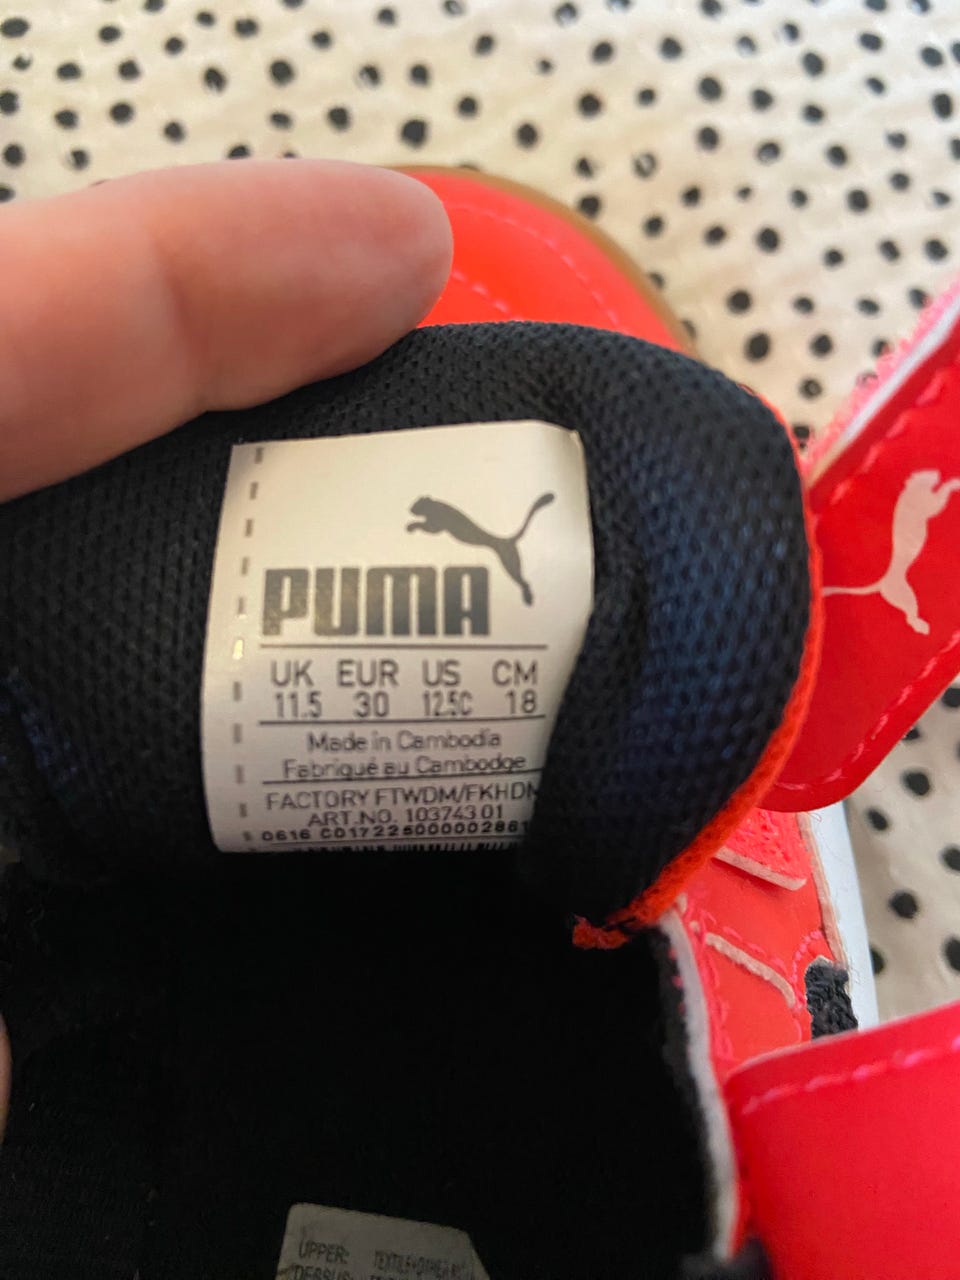 PUMA
UK EUR US CM
11.5 30 12.5C 18
Made in Cambodia
Fabriqué au Cambodge
FACTORY FTWDM/FKHDN
ART.NO. 103743 01
UPPER: